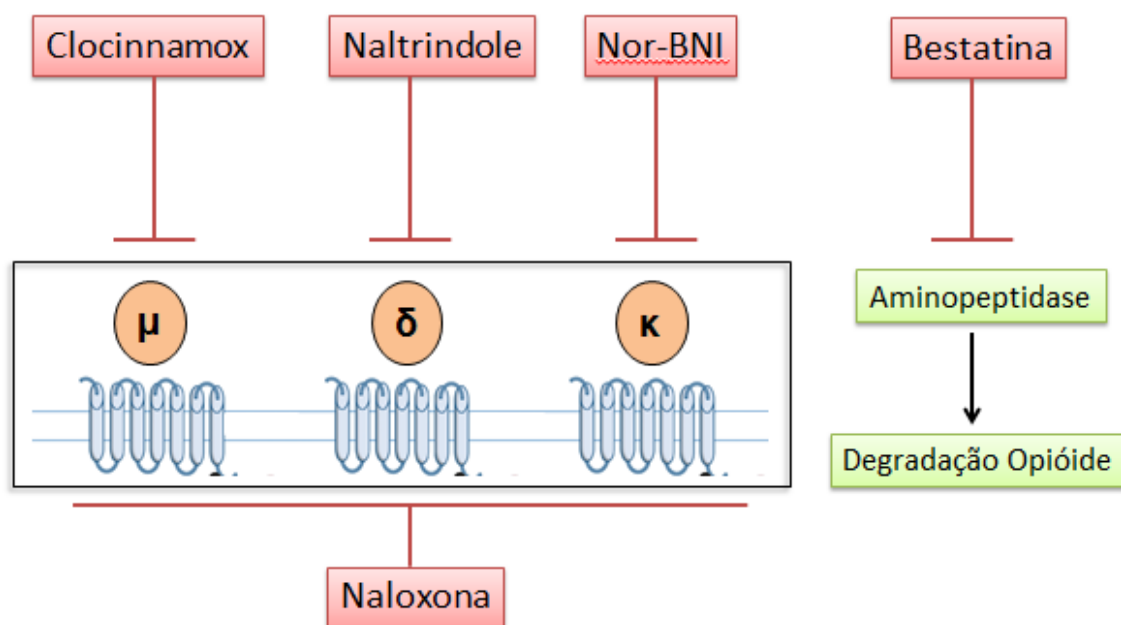 Clocinnamox
Naltrindole
Nor-BNI
Bestatina
μ
δ
κ
Aminopeptidase
Degradação Opióide
Naloxona